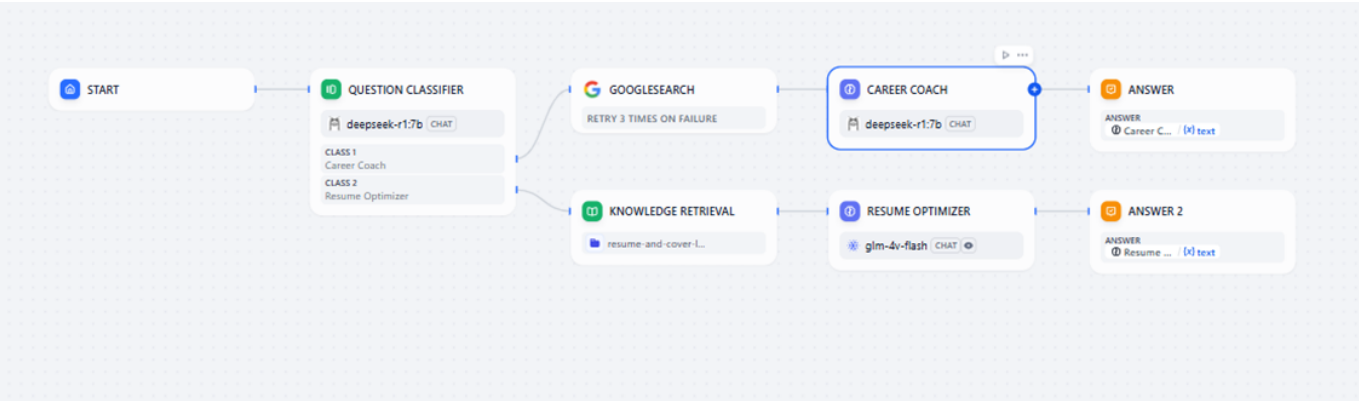 START
QUESTION CLASSIFIER
deepseek-r1:7b CHAT
CLASS 1
Career Coach
CLASS 2
Resume Optimizer
GOOGLESEARCH
RETRY 3 TIMES ON FAILURE
CAREER COACH
deepseek-r1:7b CHAT
ANSWER
ANSWER
Career C... / {x} text
KNOWLEDGE RETRIEVAL
resume-and-cover-l...
RESUME OPTIMIZER
glm-4v-flash CHAT
ANSWER 2
ANSWER
Resume ... / {x} text